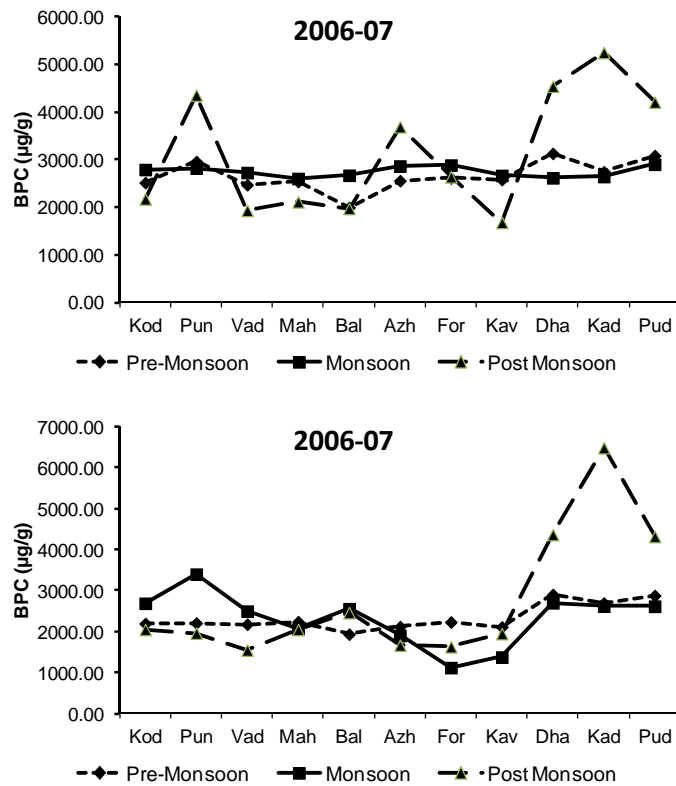 2006-07
6000.00
5000.00
4000.00
3000.00
2000.00
1000.00
0.00
BPC (µg/g)
Kod Pun Vad Mah Bal Azh For Kav Dha Kad Pud
Pre-Monsoon Monsoon Post Monsoon
2006-07
7000.00
6000.00
5000.00
4000.00
3000.00
2000.00
1000.00
0.00
BPC (µg/g)
Kod Pun Vad Mah Bal Azh For Kav Dha Kad Pud
Pre-Monsoon Monsoon Post Monsoon